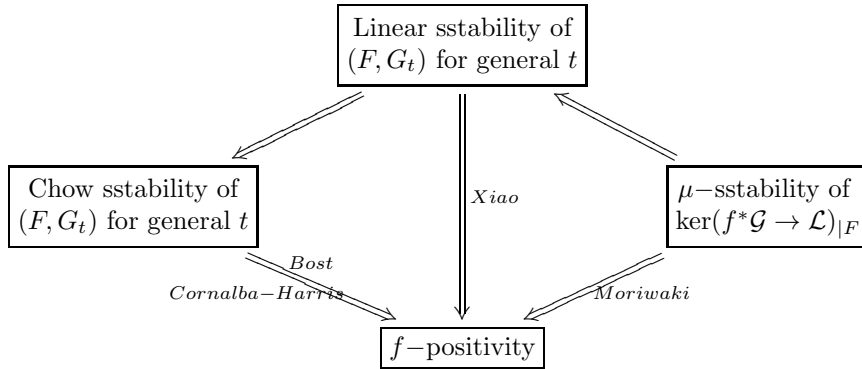 Linear sstability of
(F, G_t) for general t
Chow sstability of
(F, G_t) for general t
Xiao
μ−sstability of
ker(f*𝒢 → ℒ)_{|F}
Bost
Cornalba−Harris
Moriwaki
f−positivity